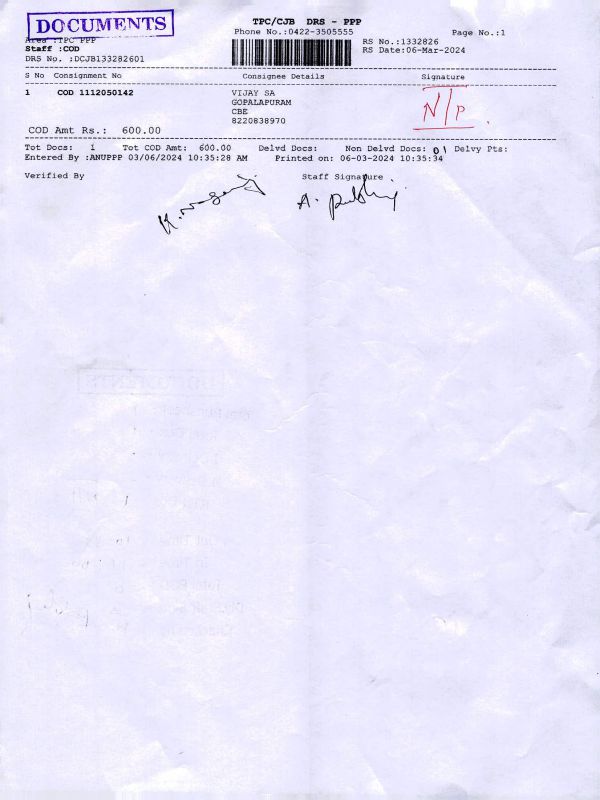 DOCUMENTS
TPC/CJB DRS - PPP
Area :TPC PPP
Phone No.:0422-3505555
Page No.:1
Staff :COD
RS No.:1332826
DRS No. :DCJB133282601
RS Date:06-Mar-2024
S No Consignment No Consignee Details Signature
1 COD 1112050142 VIJAY SA
GOPALAPURAM
CBE
8220838970
N/P
COD Amt Rs.: 600.00
Tot Docs: 1 Tot COD Amt: 600.00 Delvd Docs: Non Delvd Docs: 01 Delvy Pts:
Entered By :ANUPPP 03/06/2024 10:35:28 AM Printed on: 06-03-2024 10:35:34
Verified By Staff Signature